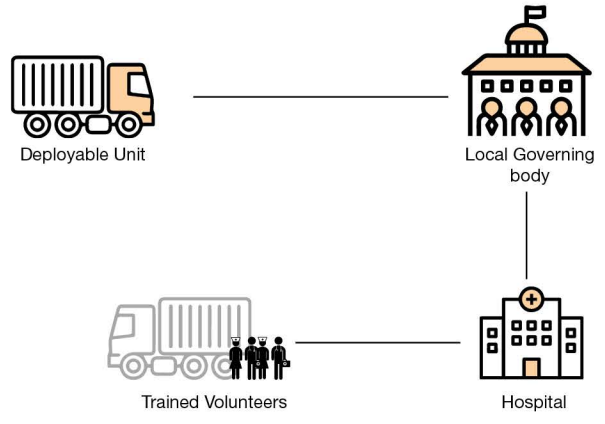 Deployable Unit
Local Governing
body
Trained Volunteers
Hospital